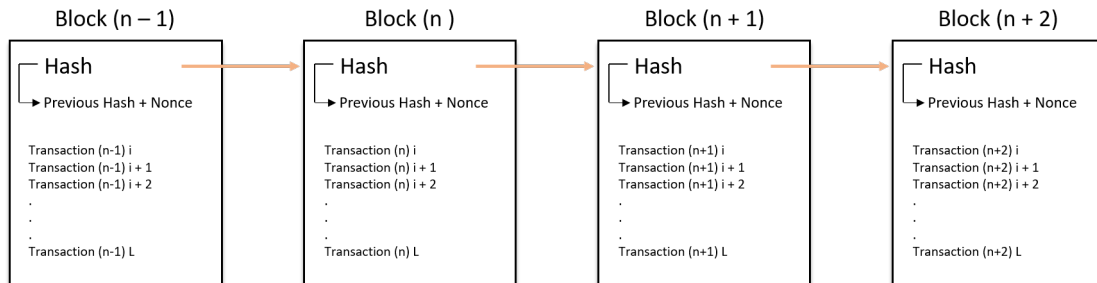 Block (n – 1)
Hash
Previous Hash + Nonce
Transaction (n-1) i
Transaction (n-1) i + 1
Transaction (n-1) i + 2
.
.
.
Transaction (n-1) L
Block (n )
Hash
Previous Hash + Nonce
Transaction (n) i
Transaction (n) i + 1
Transaction (n) i + 2
.
.
.
Transaction (n) L
Block (n + 1)
Hash
Previous Hash + Nonce
Transaction (n+1) i
Transaction (n+1) i + 1
Transaction (n+1) i + 2
.
.
.
Transaction (n+1) L
Block (n + 2)
Hash
Previous Hash + Nonce
Transaction (n+2) i
Transaction (n+2) i + 1
Transaction (n+2) i + 2
.
.
.
Transaction (n+2) L